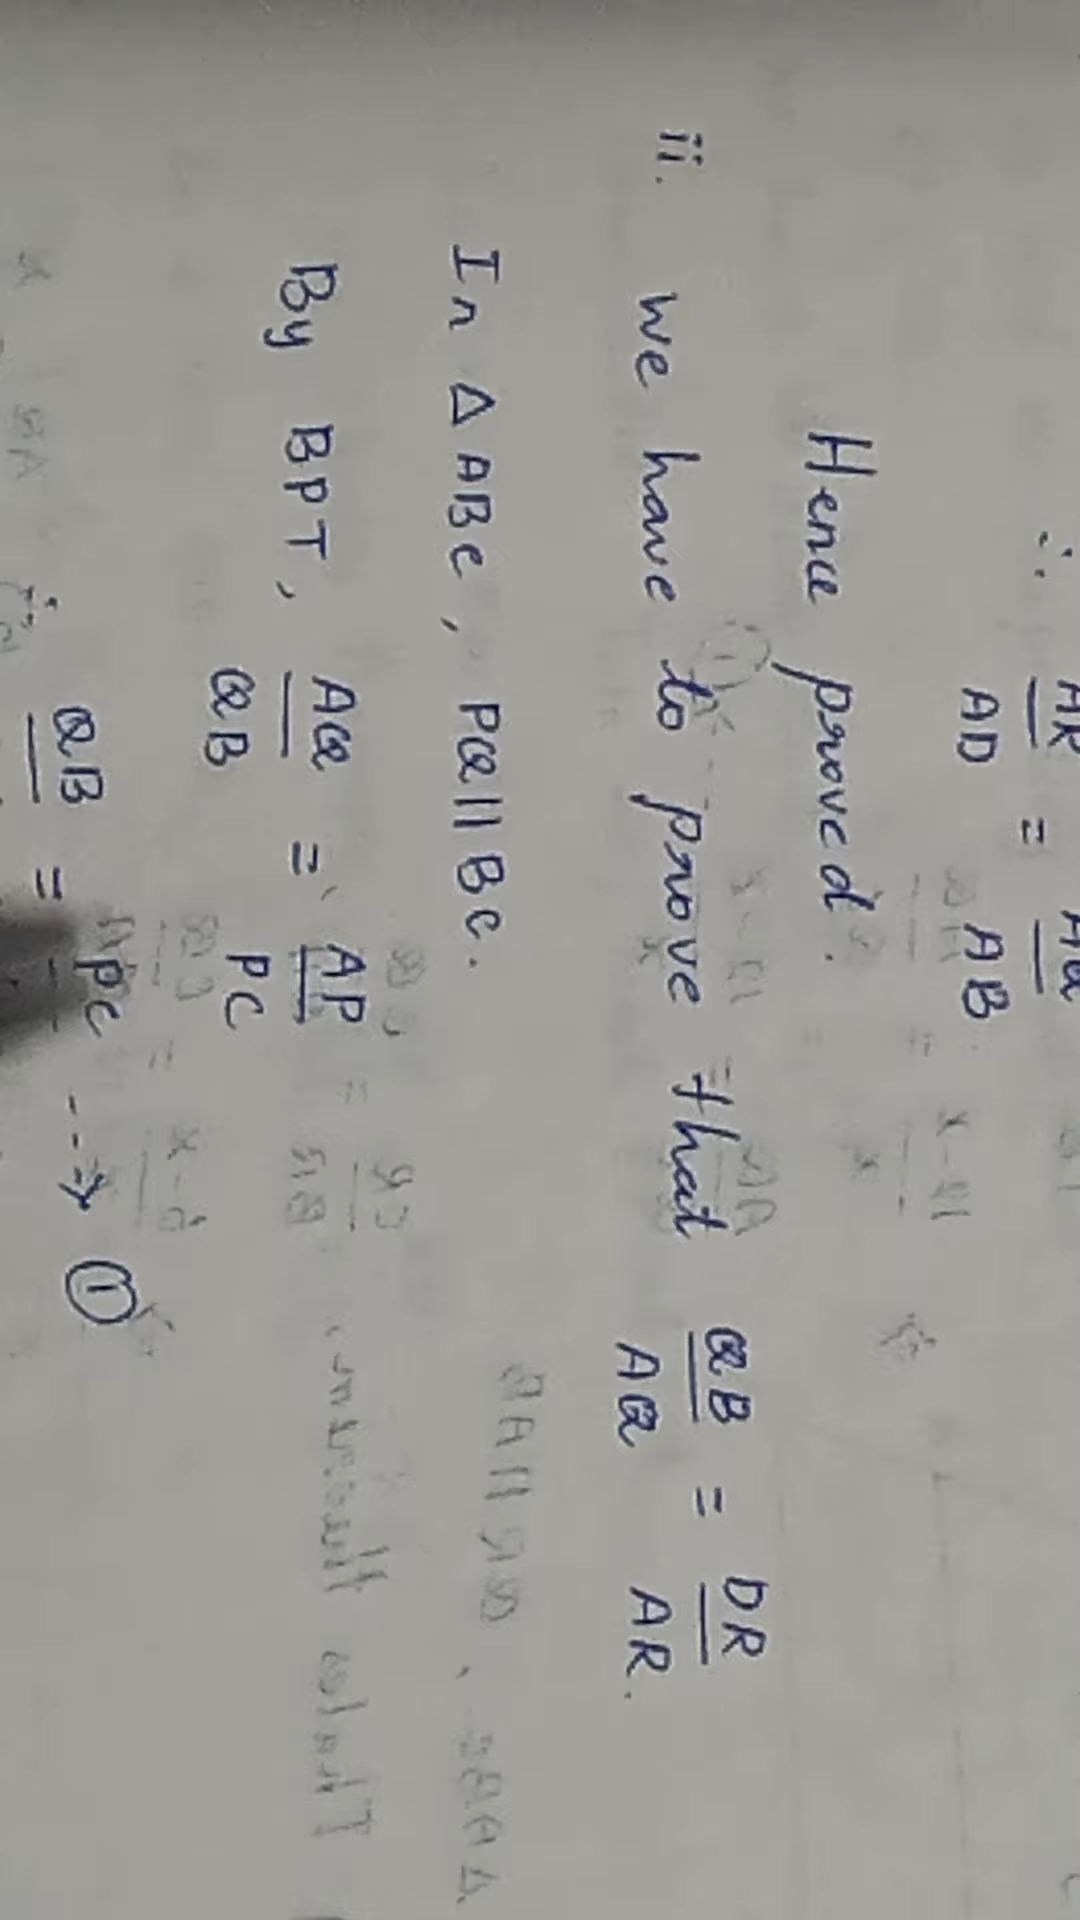 ∴ AR/AD = AQ/AB
Hence proved.
ii. we have to prove that QB/AQ = DR/AR.
In Δ ABC, PQ || BC.
By BPT, AQ/QB = AP/PC
QB = PC --→ ①